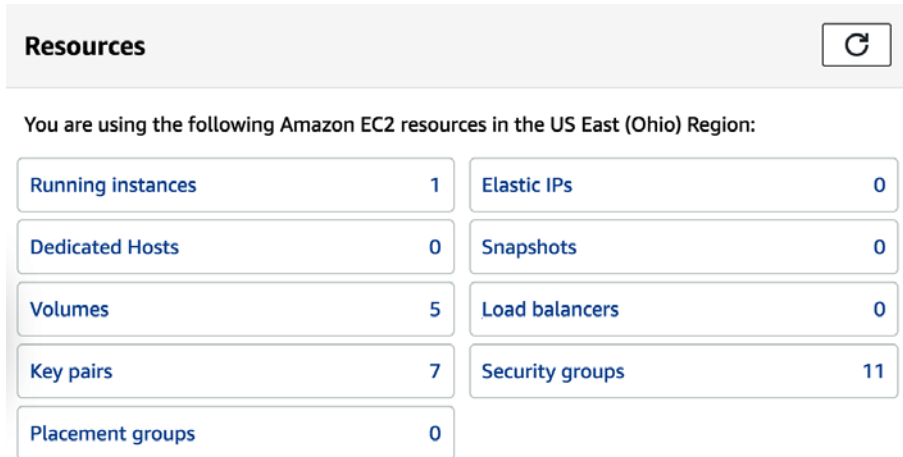 Resources
You are using the following Amazon EC2 resources in the US East (Ohio) Region:
Running instances 1
Elastic IPs 0
Dedicated Hosts 0
Snapshots 0
Volumes 5
Load balancers 0
Key pairs 7
Security groups 11
Placement groups 0